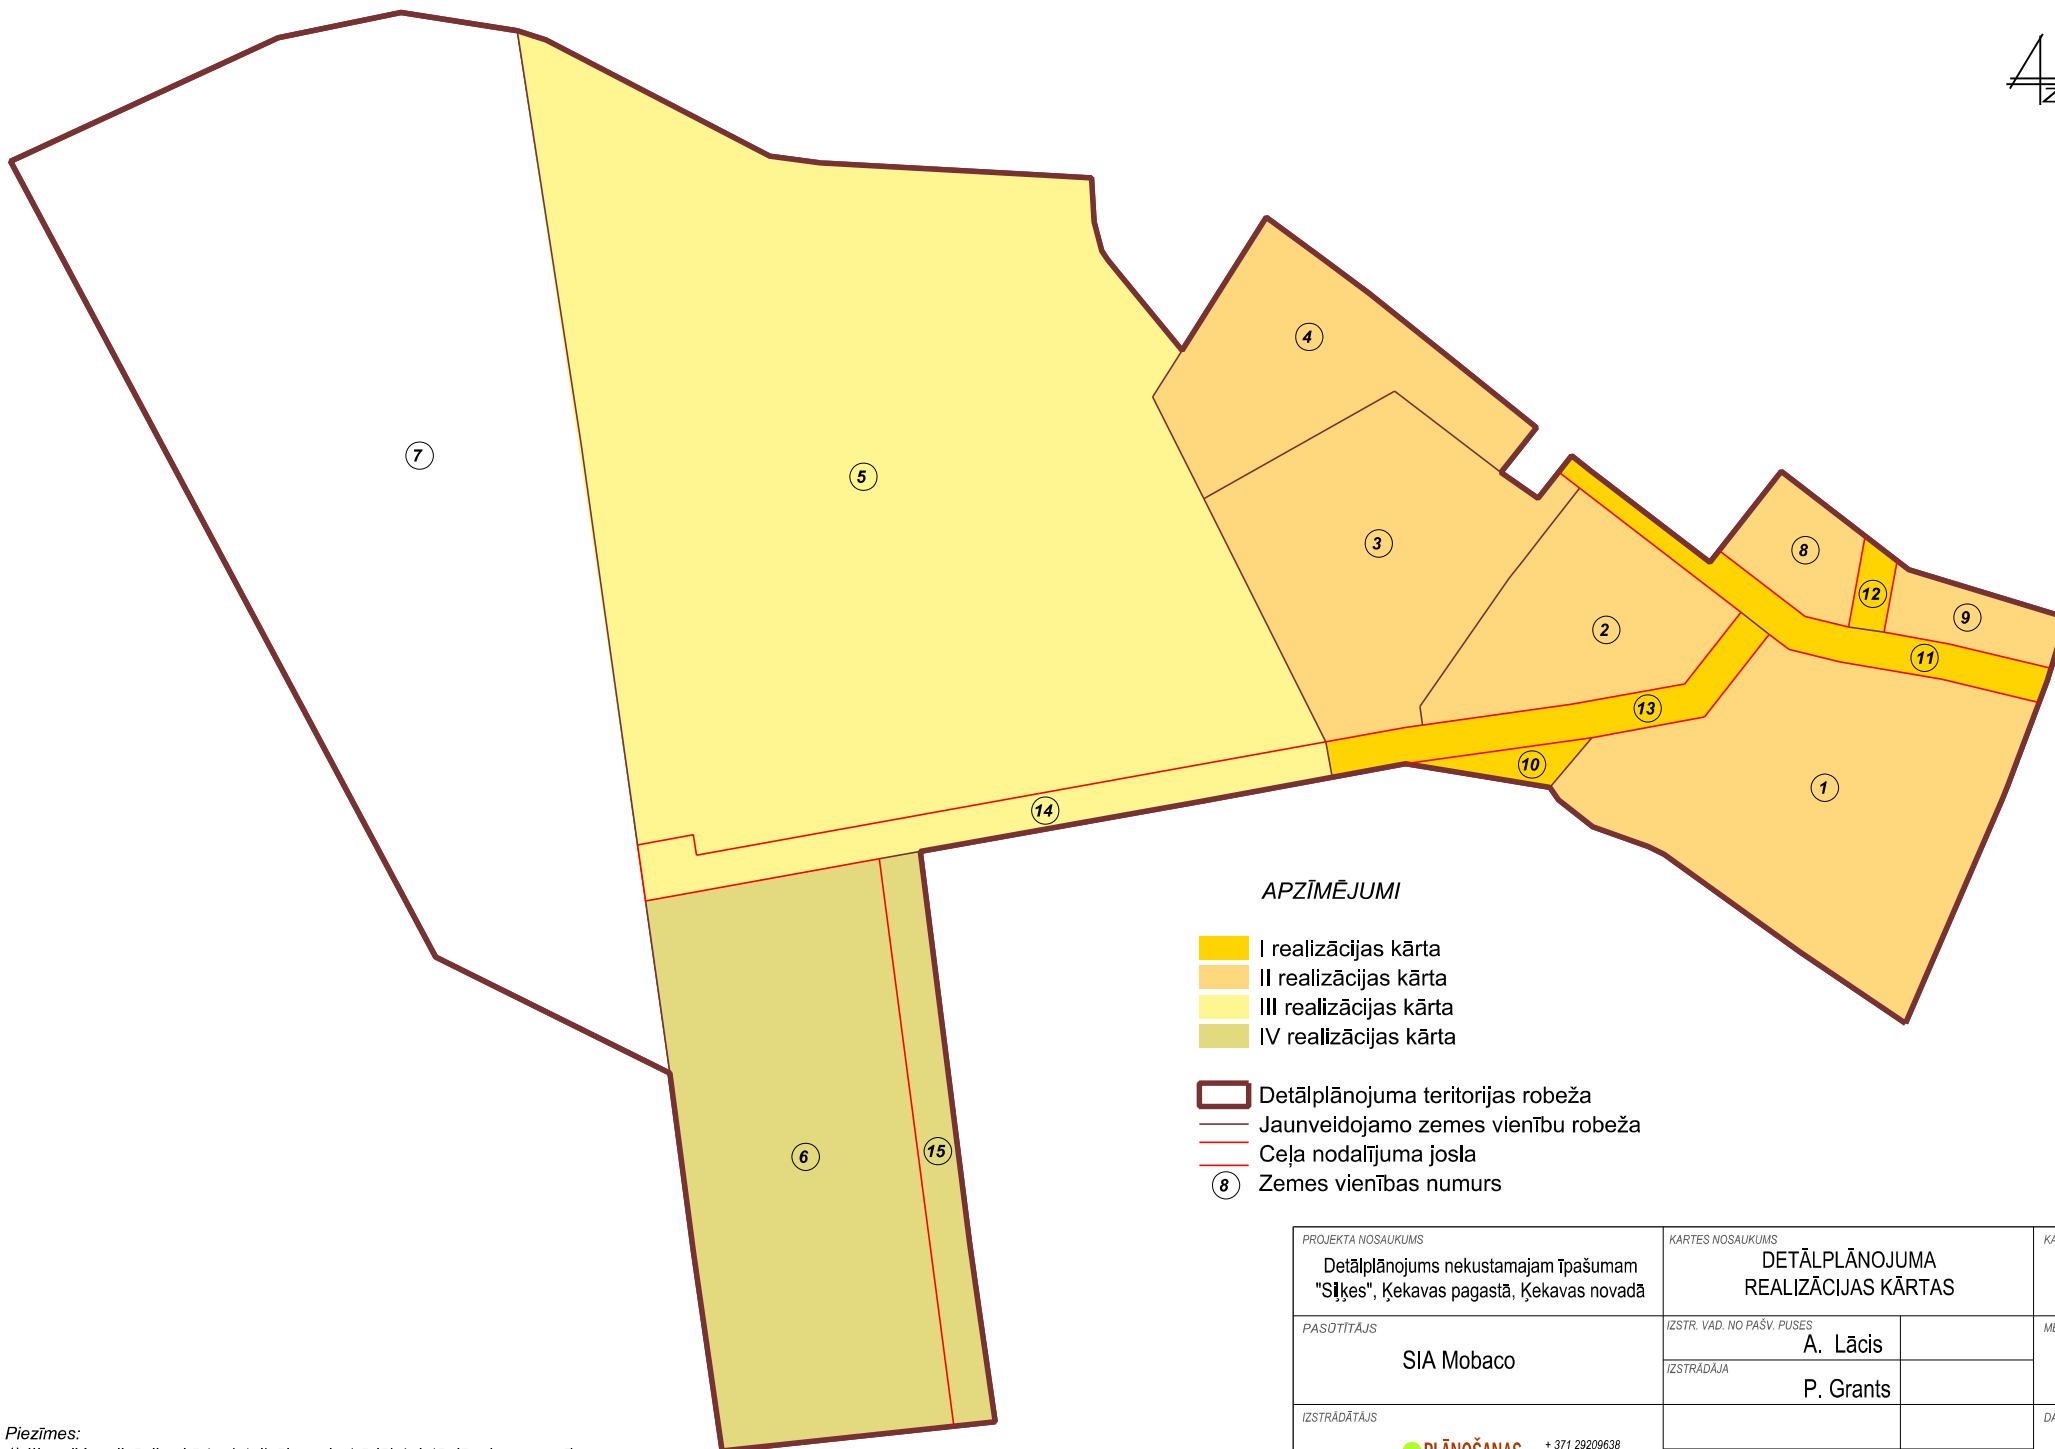 4
7
5
3
8
2
12
9
11
13
10
1
14
6
15
APZĪMĒJUMI
I realizācijas kārta
II realizācijas kārta
III realizācijas kārta
IV realizācijas kārta
Detālplānojuma teritorijas robeža
Jaunveidojamo zemes vienību robeža
Ceļa nodalījuma josla
8 Zemes vienības numurs
PROJEKTA NOSAUKUMS
Detālplānojums nekustamajam īpašumam
"Siļķes", Ķekavas pagastā, Ķekavas novadā
KARTES NOSAUKUMS
DETĀLPLĀNOJUMA
REALIZĀCIJAS KĀRTAS
PASŪTĪTĀJS
SIA Mobaco
IZSTR. VAD. NO PAŠV. PUSES
A. Lācis
IZSTRĀDĀJA
P. Grants
IZSTRĀDĀTĀJS
PLĀNOŠANAS
+ 371 29209638
Piezīmes: